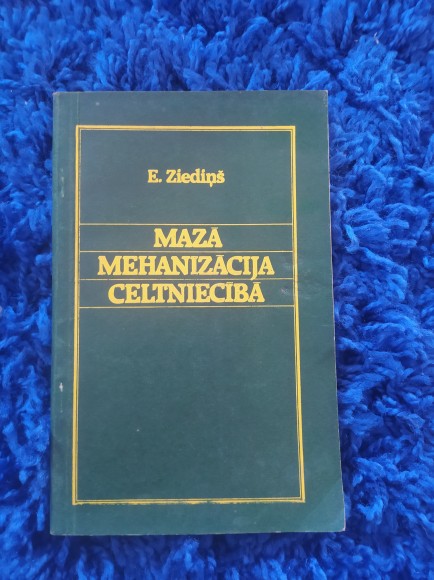 E. Ziediņš
MAZĀ
MEHANIZĀCIJA
CELTNIECĪBĀ